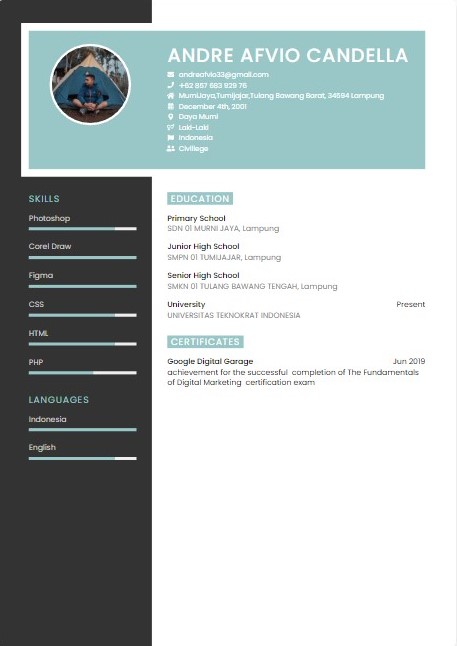 ANDRE AFVIO CANDELLA
andreafvio33@gmail.com
+62 857 683 929 76
MurniJaya,Tumijajar,Tulang Bawang Barat, 34594 Lampung
December 4th, 2001
Daya Murni
Laki-Laki
Indonesia
Civillege
SKILLS
Photoshop
Corel Draw
Figma
CSS
HTML
PHP
LANGUAGES
Indonesia
English
EDUCATION
Primary School
SDN 01 MURNI JAYA, Lampung
Junior High School
SMPN 01 TUMIJAJAR, Lampung
Senior High School
SMKN 01 TULANG BAWANG TENGAH, Lampung
University Present
UNIVERSITAS TEKNOKRAT INDONESIA
CERTIFICATES
Google Digital Garage Jun 2019
achievement for the successful completion of The Fundamentals
of Digital Marketing certification exam